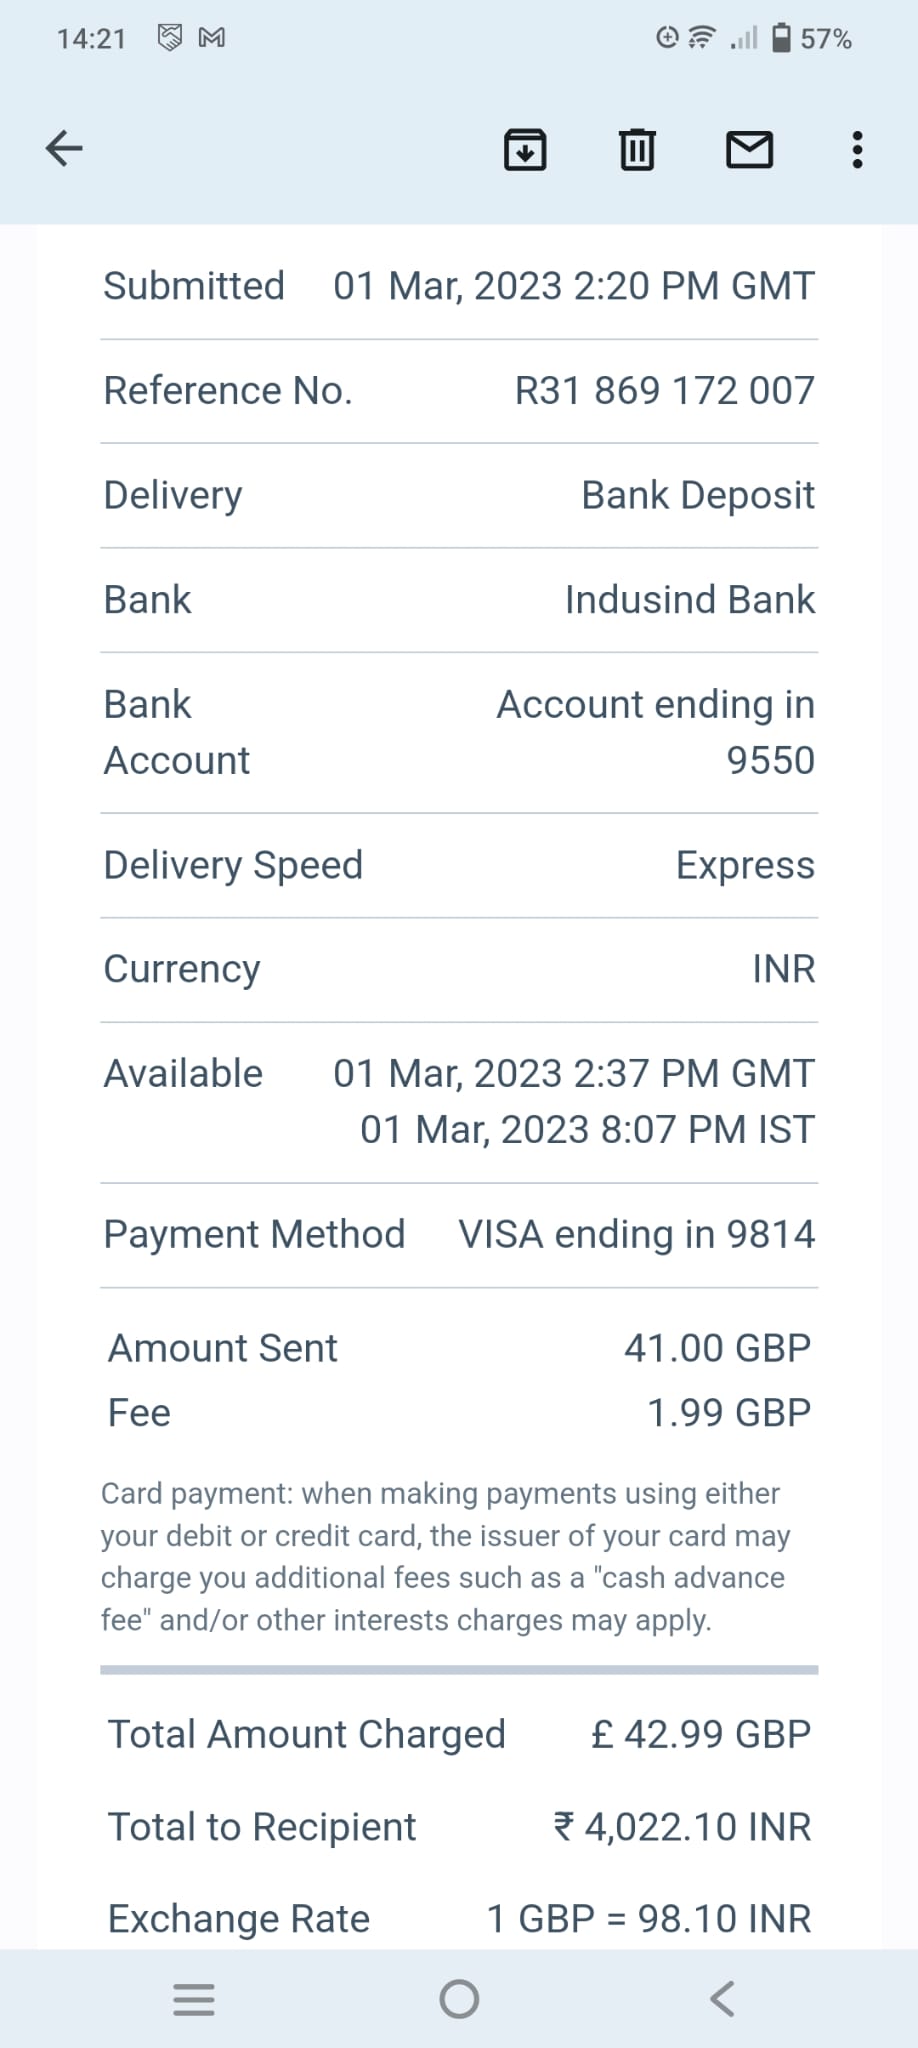 14:21 57%
Submitted 01 Mar, 2023 2:20 PM GMT
Reference No. R31 869 172 007
Delivery Bank Deposit
Bank Indusind Bank
Bank Account ending in
Account 9550
Delivery Speed Express
Currency INR
Available 01 Mar, 2023 2:37 PM GMT
01 Mar, 2023 8:07 PM IST
Payment Method VISA ending in 9814
Amount Sent 41.00 GBP
Fee 1.99 GBP
Card payment: when making payments using either
your debit or credit card, the issuer of your card may
charge you additional fees such as a "cash advance
fee" and/or other interests charges may apply.
Total Amount Charged £ 42.99 GBP
Total to Recipient ₹ 4,022.10 INR
Exchange Rate 1 GBP = 98.10 INR